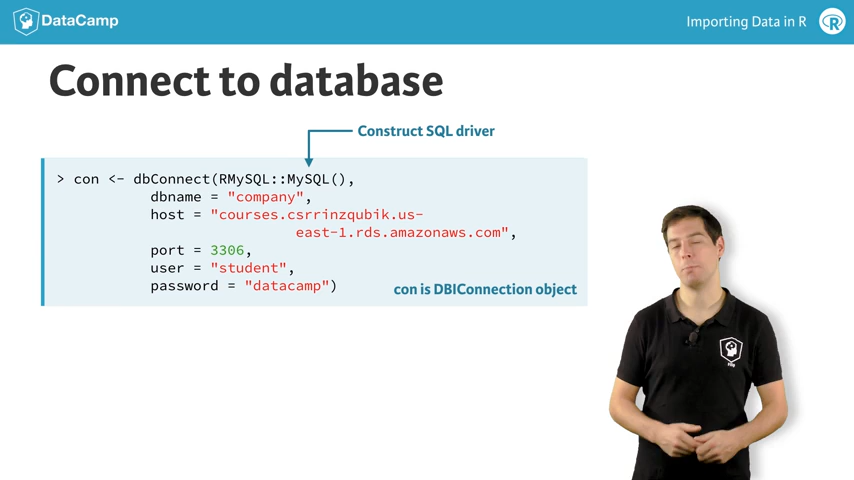 DataCamp
Importing Data in R
R
Connect to database
Construct SQL driver
> con <- dbConnect(RMySQL::MySQL(),
dbname = "company",
host = "courses.csrrinzqubik.us-
east-1.rds.amazonaws.com",
port = 3306,
user = "student",
password = "datacamp")
con is DBIConnection object